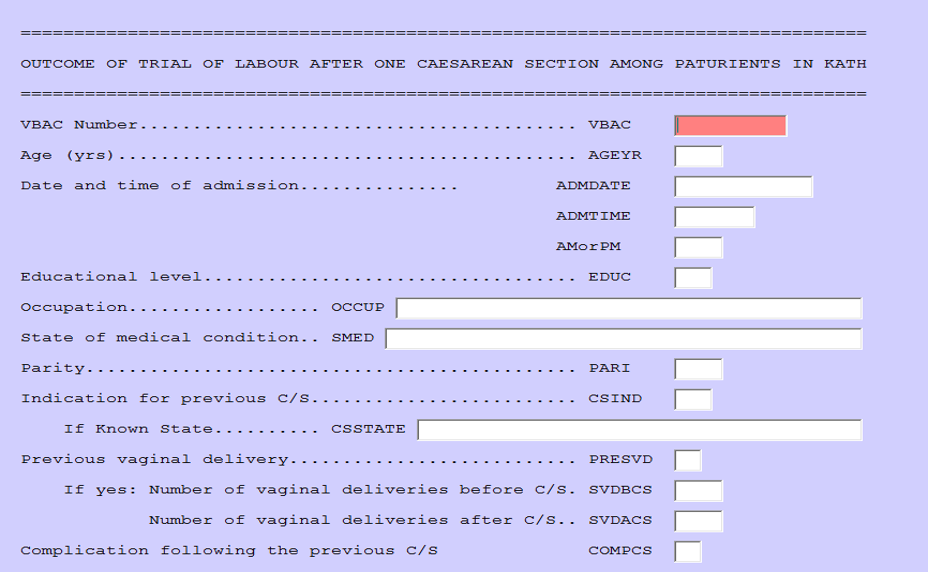 ================================================================================
OUTCOME OF TRIAL OF LABOUR AFTER ONE CAESAREAN SECTION AMONG PATURIENTS IN KATH
================================================================================
VBAC Number......................................... VBAC
Age (yrs)........................................... AGEYR
Date and time of admission............... ADMDATE
ADMTIME
AMorPM
Educational level................................... EDUC
Occupation.................. OCCUP
State of medical condition.. SMED
Parity.............................................. PARI
Indication for previous C/S......................... CSIND
If Known State.......... CSSTATE
Previous vaginal delivery........................... PRESVD
If yes: Number of vaginal deliveries before C/S. SVDBCS
Number of vaginal deliveries after C/S.. SVDACS
Complication following the previous C/S COMPCS